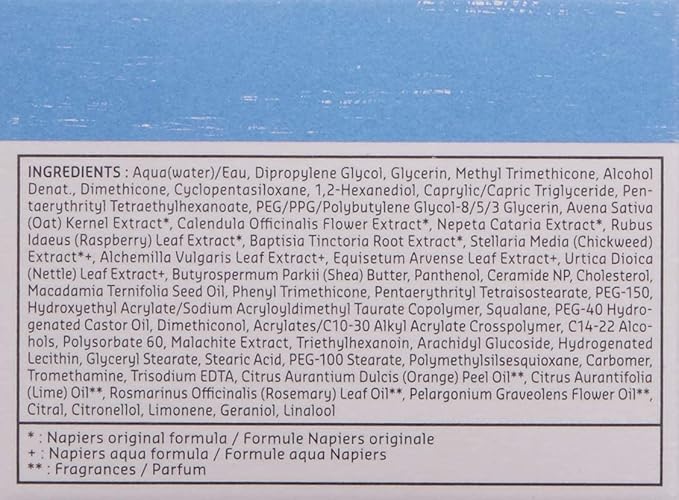 INGREDIENTS : Aqua(water)/Eau, Dipropylene Glycol, Glycerin, Methyl Trimethicone, Alcohol
Denat., Dimethicone, Cyclopentasiloxane, 1,2-Hexanediol, Caprylic/Capric Triglyceride, Pen-
taerythrityl Tetraethylhexanoate, PEG/PPG/Polybutylene Glycol-8/5/3 Glycerin, Avena Sativa
(Oat) Kernel Extract*, Calendula Officinalis Flower Extract*, Nepeta Cataria Extract*, Rubus
Idaeus (Raspberry) Leaf Extract*, Baptisia Tinctoria Root Extract*, Stellaria Media (Chickweed)
Extract*+, Alchemilla Vulgaris Leaf Extract+, Equisetum Arvense Leaf Extract+, Urtica Dioica
(Nettle) Leaf Extract+, Butyrospermum Parkii (Shea) Butter, Panthenol, Ceramide NP, Cholesterol,
Macadamia Ternifolia Seed Oil, Phenyl Trimethicone, Pentaerythrityl Tetraisostearate, PEG-150,
Hydroxyethyl Acrylate/Sodium Acryloyldimethyl Taurate Copolymer, Squalane, PEG-40 Hydro-
genated Castor Oil, Dimethiconol, Acrylates/C10-30 Alkyl Acrylate Crosspolymer, C14-22 Alco-
hols, Polysorbate 60, Malachite Extract, Triethylhexanoin, Arachidyl Glucoside, Hydrogenated
Lecithin, Glyceryl Stearate, Stearic Acid, PEG-100 Stearate, Polymethylsilsesquioxane, Carbomer,
Tromethamine, Trisodium EDTA, Citrus Aurantium Dulcis (Orange) Peel Oil**, Citrus Aurantifolia
(Lime) Oil**, Rosmarinus Officinalis (Rosemary) Leaf Oil**, Pelargonium Graveolens Flower Oil**,
Citral, Citronellol, Limonene, Geraniol, Linalool
* : Napiers original formula / Formule Napiers originale
+ : Napiers aqua formula / Formule aqua Napiers
** : Fragrances / Parfum